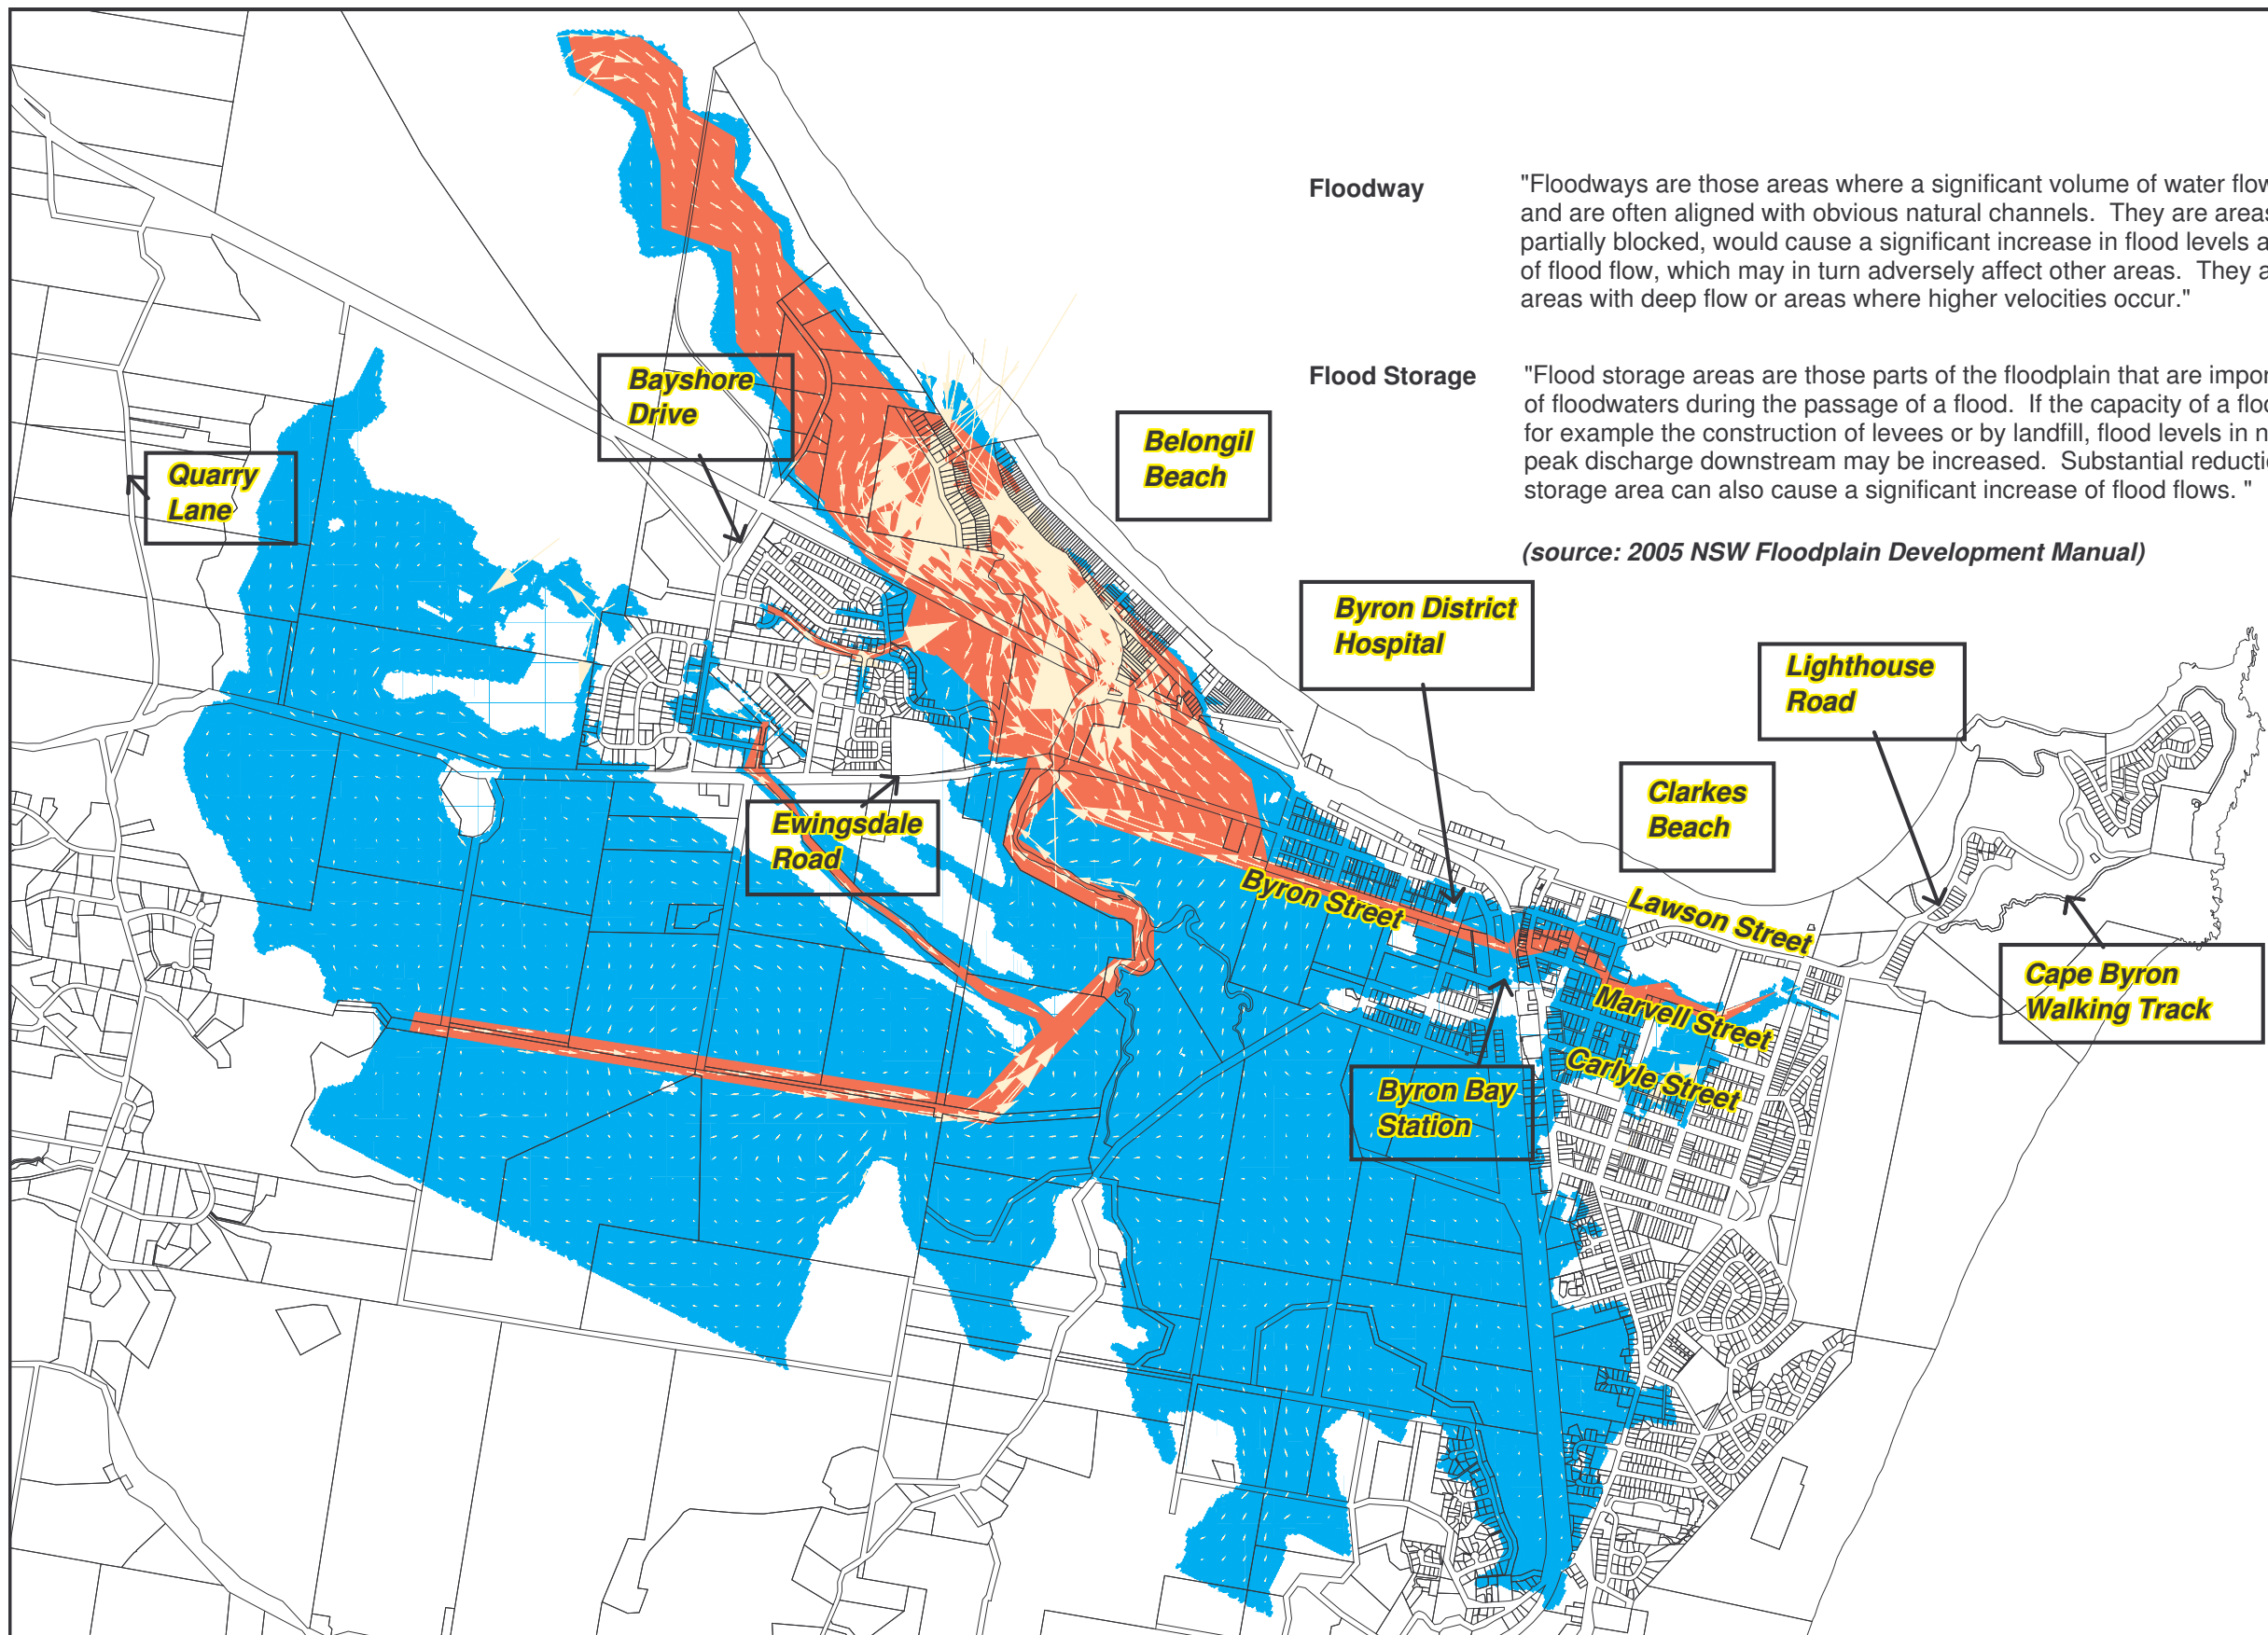 Floodway
"Floodways are those areas where a significant volume of water
and are often aligned with obvious natural channels.  They are areas
partially blocked, would cause a significant increase in flood levels
of flood flow, which may in turn adversely affect other areas.  They
areas with deep flow or areas where higher velocities occur."
Flood Storage
"Flood storage areas are those parts of the floodplain that are
of floodwaters during the passage of a flood.  If the capacity of a
for example the construction of levees or by landfill, flood levels in
peak discharge downstream may be increased.  Substantial
storage area can also cause a significant increase of flood flows. "
(source: 2005 NSW Floodplain Development Manual)
Bayshore
Drive
Belongil
Beach
Quarry
Lane
Byron District
Hospital
Lighthouse
Road
Clarkes
Beach
Ewingsdale
Road
Byron Street
Lawson Street
Cape Byron
Walking Track
Marvell Street
Carlyle Street
Byron Bay
Station